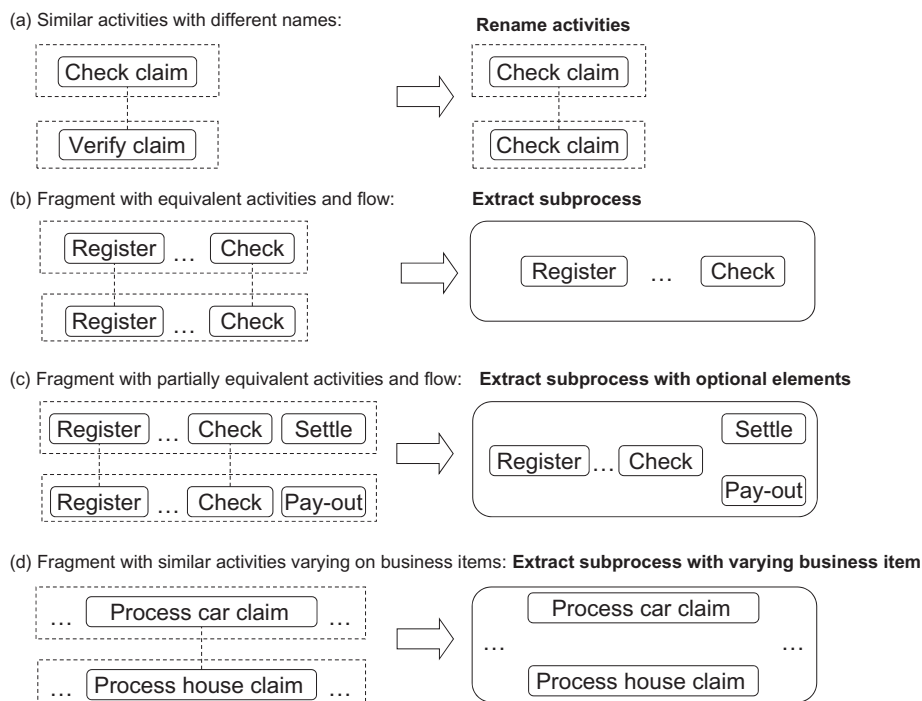 (a) Similar activities with different names:
Rename activities
Check claim
Verify claim
Check claim
Check claim
(b) Fragment with equivalent activities and flow:
Extract subprocess
Register … Check
Register … Check
Register … Check
(c) Fragment with partially equivalent activities and flow:
Extract subprocess with optional elements
Register … Check Settle
Register … Check Pay-out
Settle
Register … Check
Pay-out
(d) Fragment with similar activities varying on business items:
Extract subprocess with varying business item
… Process car claim …
… Process house claim …
Process car claim
… …
Process house claim